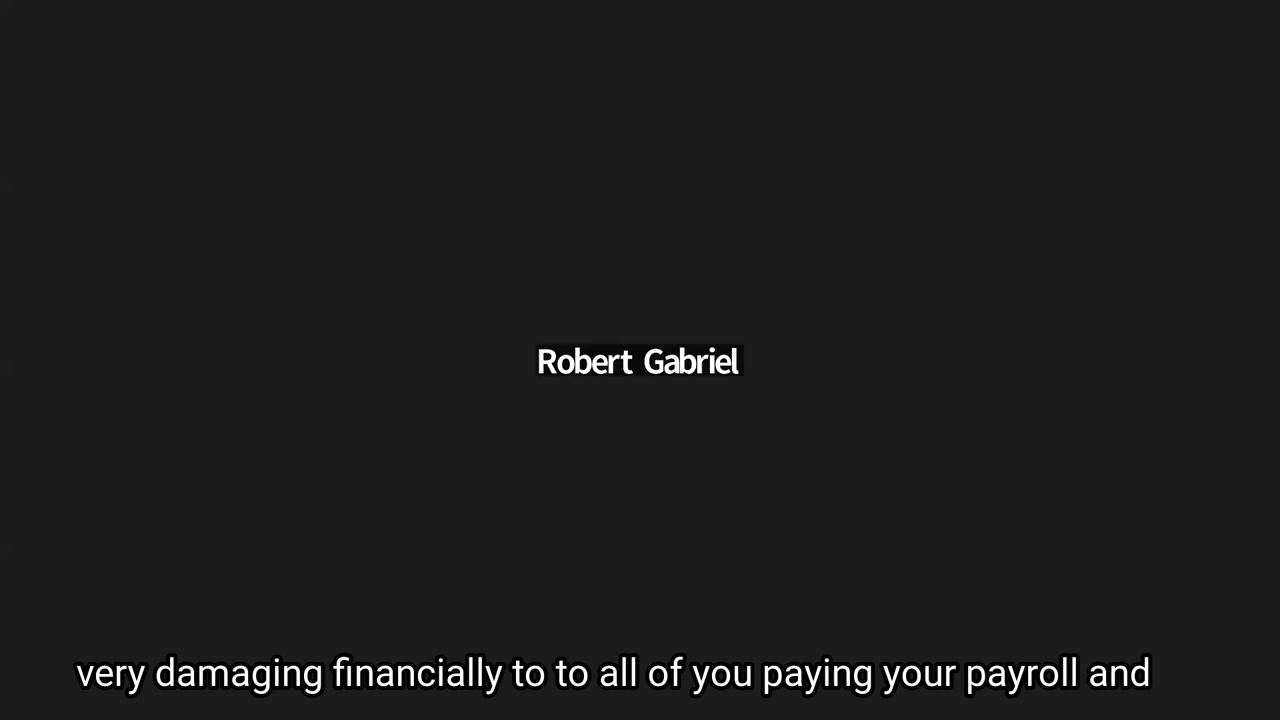 Robert Gabriel
very damaging financially to to all of you paying your payroll and